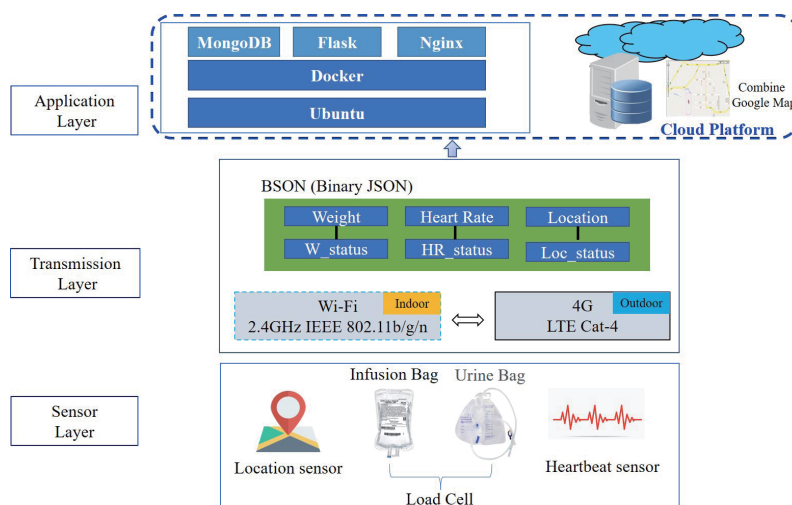 MongoDB
Flask
Nginx
Docker
Ubuntu
Combine
Google Map
Cloud Platform
Application
Layer
BSON (Binary JSON)
Weight
Heart Rate
Location
W_status
HR_status
Loc_status
Transmission
Layer
Wi-Fi
Indoor
2.4GHz IEEE 802.11b/g/n
4G
Outdoor
LTE Cat-4
Sensor
Layer
Infusion Bag
Urine Bag
Location sensor
Heartbeat sensor
Load Cell